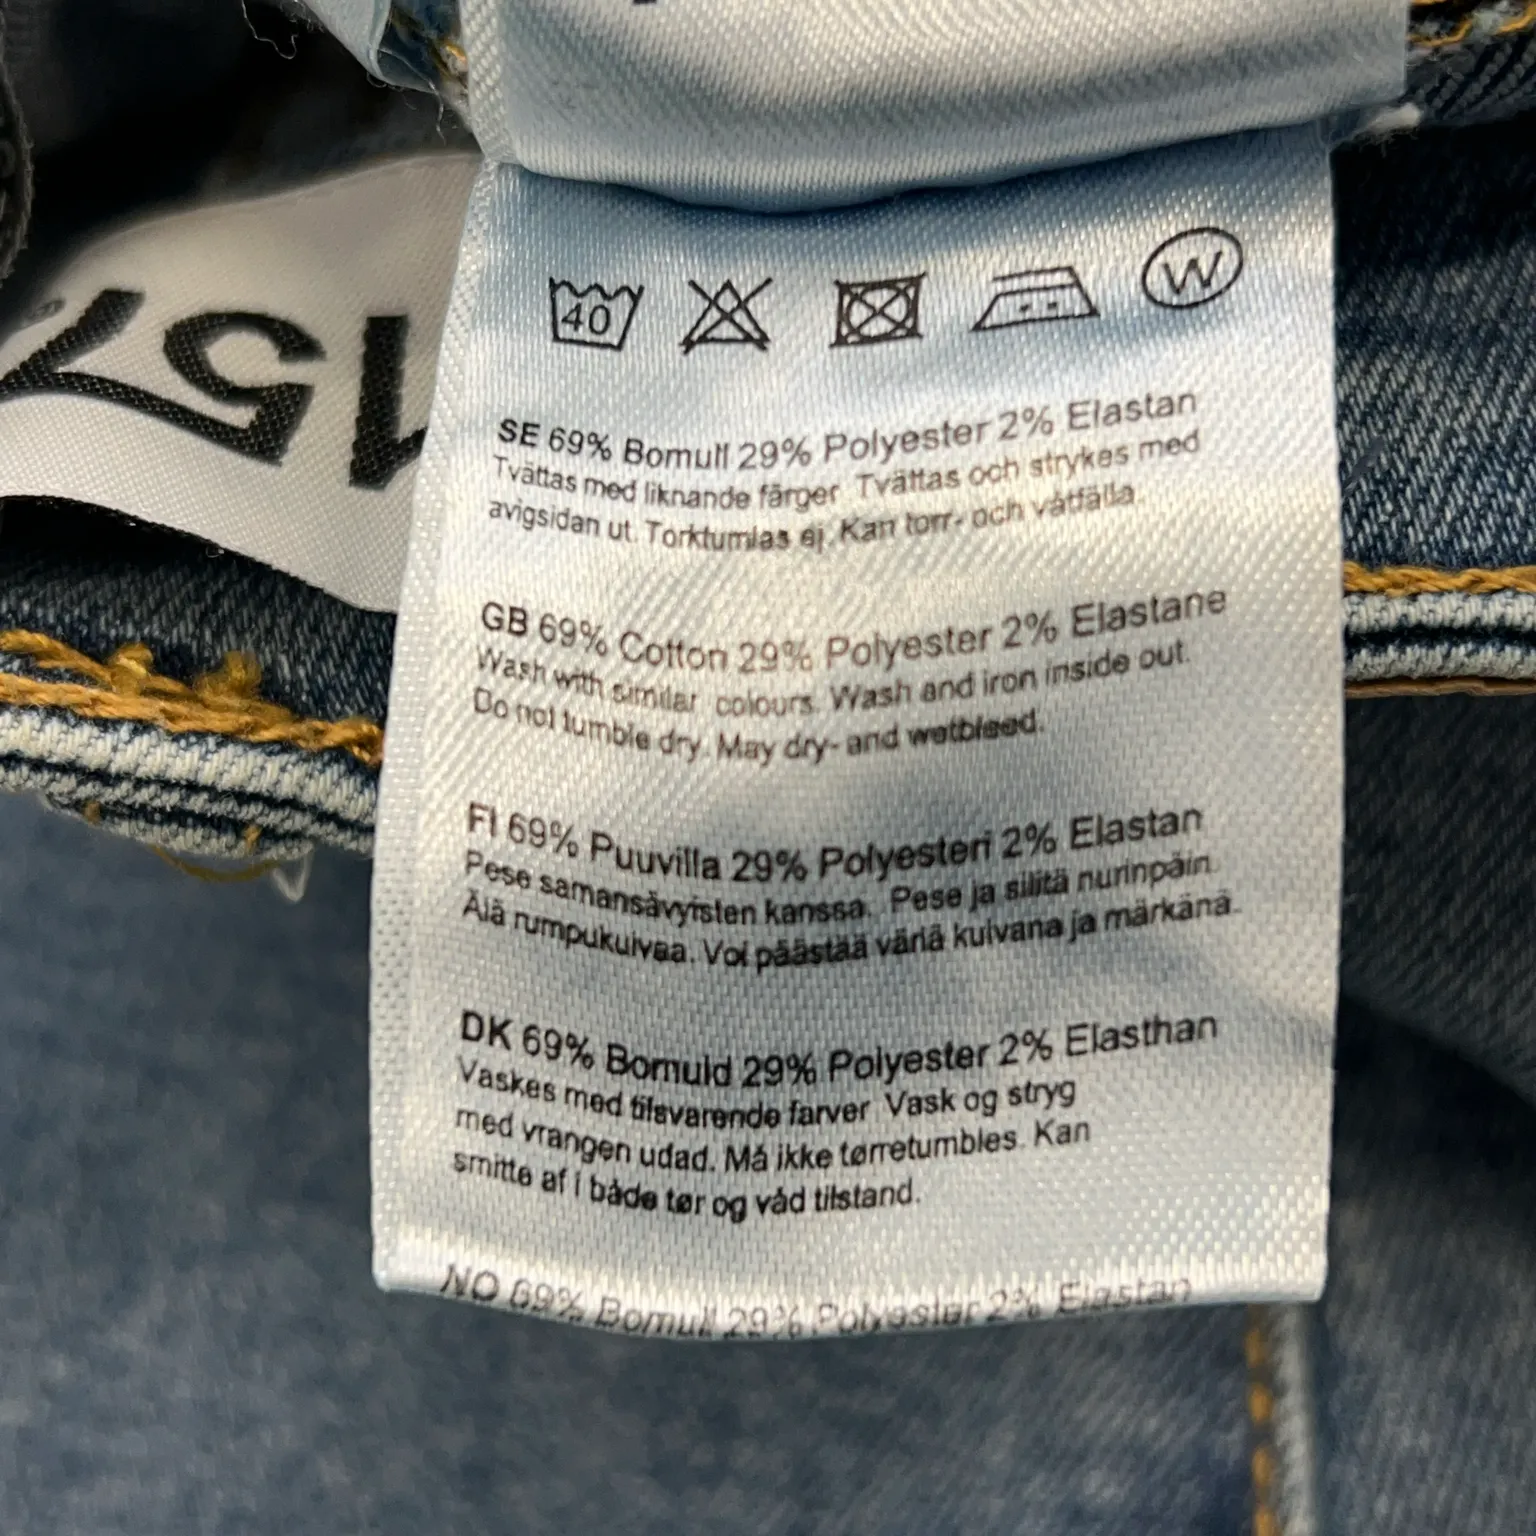 157
40
W
SE 69% Bomull 29% Polyester 2% Elastan
Tvättas med liknande färger. Tvättas och strykes med
avigsidan ut. Torktumlas ej. Kan torr- och våtfälla.
GB 69% Cotton 29% Polyester 2% Elastane
Wash with similar colours. Wash and iron inside out.
Do not tumble dry. May dry- and wetbleed.
FI 69% Puuvilla 29% Polyesteri 2% Elastan
Pese samansävyisten kanssa. Pese ja silitä nurinpäin.
Älä rumpukuivaa. Voi päästää väriä kuivana ja märkänä.
DK 69% Bomuld 29% Polyester 2% Elasthan
Vaskes med tilsvarende farver. Vask og stryg
med vrangen udad. Må ikke tørretumbles. Kan
smitte af i både tør og våd tilstand.
NO 69% Bomull 29% Polyester 2% Elastan